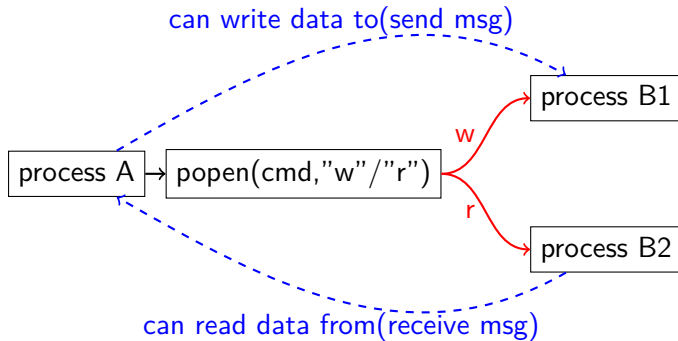 can write data to(send msg)
process B1
w
process A
popen(cmd,"w"/"r")
r
process B2
can read data from(receive msg)